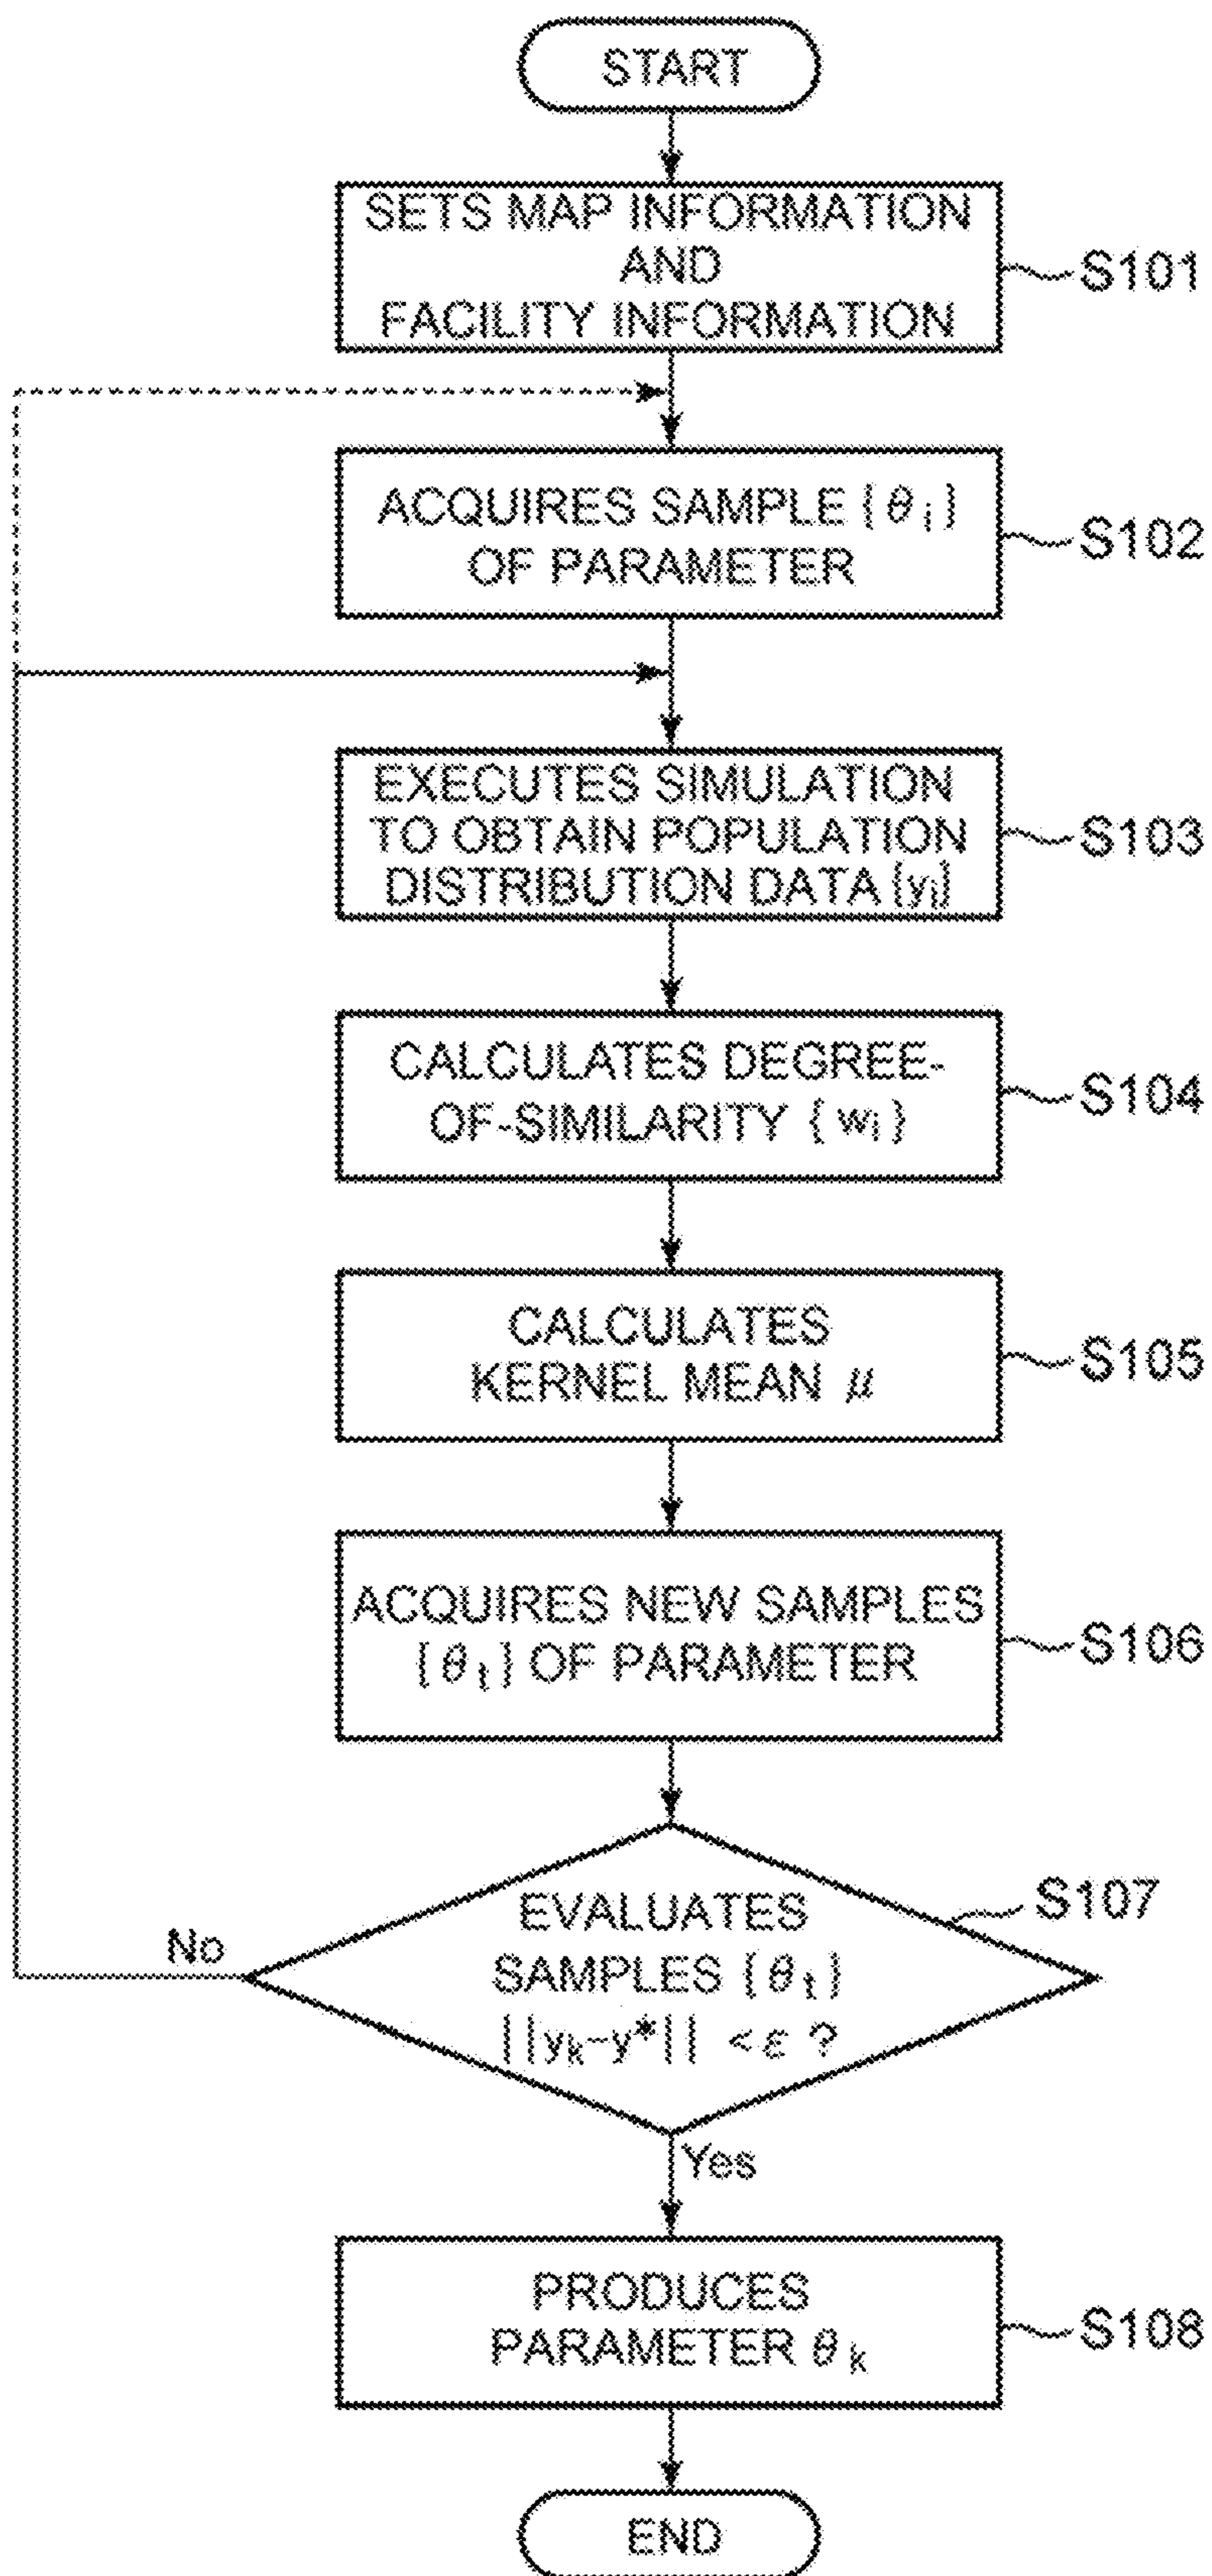 START
SETS MAP INFORMATION
AND
FACILITY INFORMATION
S101
ACQUIRES SAMPLE {θi}
OF PARAMETER
S102
EXECUTES SIMULATION
TO OBTAIN POPULATION
DISTRIBUTION DATA {yi}
S103
CALCULATES DEGREE-
OF-SIMILARITY {wi}
S104
CALCULATES
KERNEL MEAN μ
S105
ACQUIRES NEW SAMPLES
{θt} OF PARAMETER
S106
EVALUATES
SAMPLES {θt}
||yk-y*|| <ε ?
S107
No
Yes
PRODUCES
PARAMETER θk
S108
END